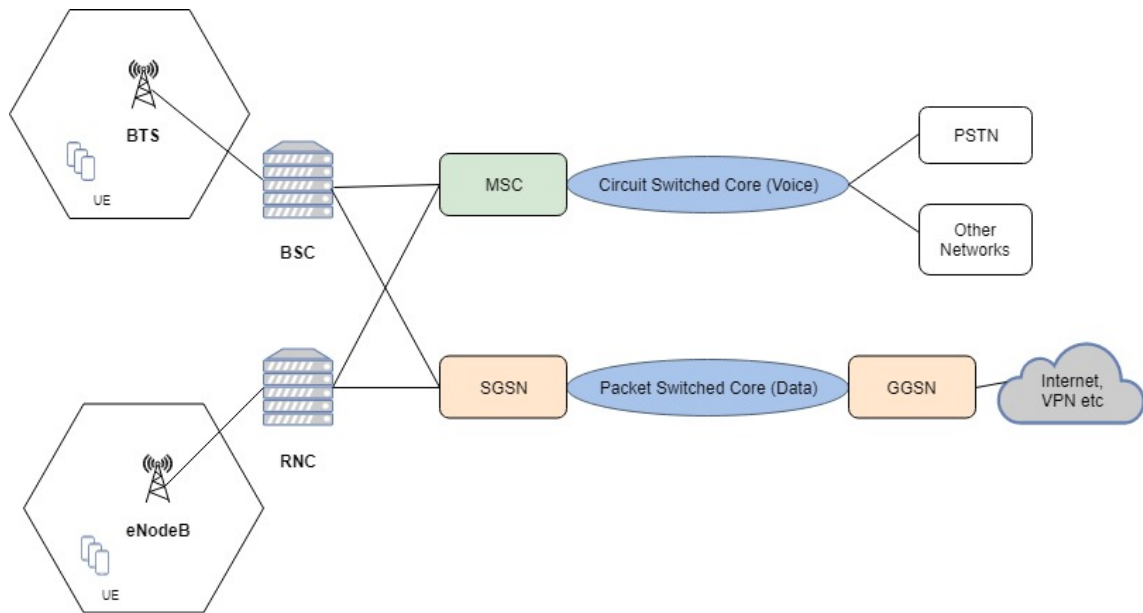 BTS
UE
BSC
MSC
Circuit Switched Core (Voice)
PSTN
Other
Networks
RNC
SGSN
Packet Switched Core (Data)
GGSN
Internet,
VPN etc
eNodeB
UE